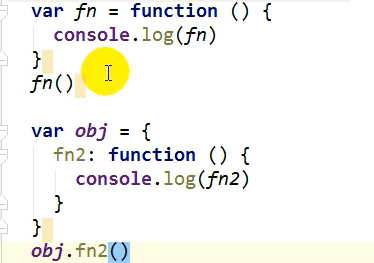 var fn = function () {
  console.log(fn)
}
fn()
var obj = {
  fn2: function () {
    console.log(fn2)
  }
}
obj.fn2()